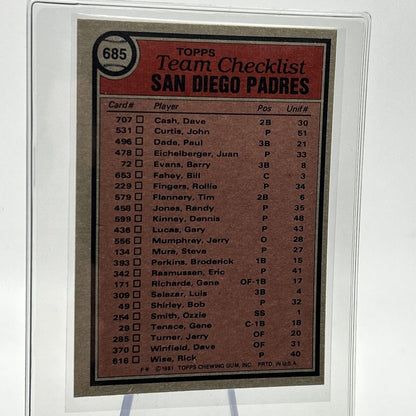 685
TOPPS
Team Checklist
SAN DIEGO PADRES
Card# Player Pos Unif#
707 Cash, Dave 2B 30
531 Curtis, John P 51
496 Dade, Paul 3B 21
478 Eichelberger, Juan P 33
72 Evans, Barry 3B 8
653 Fahey, Bill C 3
229 Fingers, Rollie P 34
579 Flannery, Tim 2B 6
458 Jones, Randy P 35
599 Kinney, Dennis P 48
436 Lucas, Gary P 43
556 Mumphrey, Jerry O 28
134 Mura, Steve P 27
393 Perkins, Broderick 1B 15
342 Rasmussen, Eric P 41
171 Richards, Gene OF-1B 17
309 Salazar, Luis 3B 4
49 Shirley, Bob P 32
254 Smith, Ozzie SS 1
29 Tenace, Gene C-1B 18
285 Turner, Jerry OF 20
370 Winfield, Dave OF 31
616 Wise, Rick P 40
F# © 1981 TOPPS CHEWING GUM, INC. PRTD. IN U.S.A.